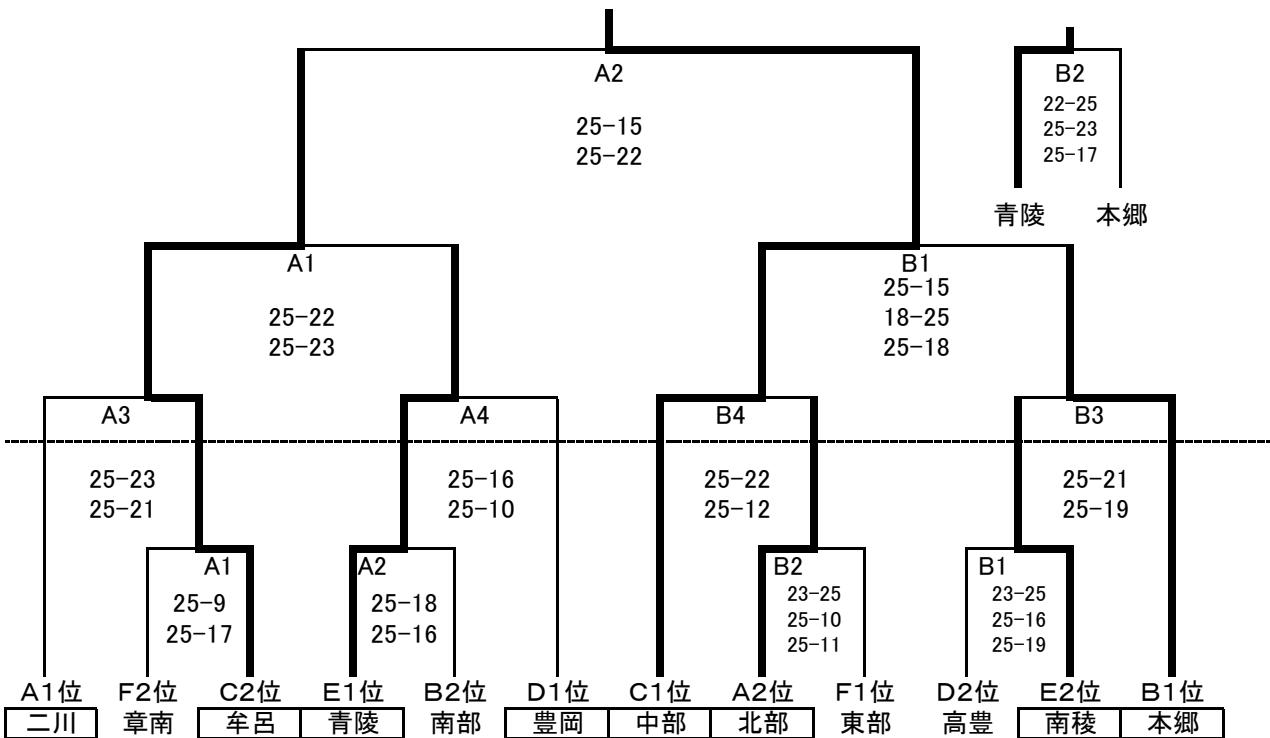 A2
25-15
25-22
B2
22-25
25-23
25-17
青陵 本郷
A1
25-22
25-23
B1
25-15
18-25
25-18
A3 A4 B4 B3
25-23 25-16 25-22 25-21
25-21 25-10 25-12 25-19
A1 A2 B2 B1
25-9 25-18 23-25 23-25
25-17 25-16 25-10 25-16
25-11 25-19
A1位 F2位 C2位 E1位 B2位 D1位 C1位 A2位 F1位 D2位 E2位 B1位
二川 章南 牟呂 青陵 南部 豊岡 中部 北部 東部 高豊 南稜 本郷